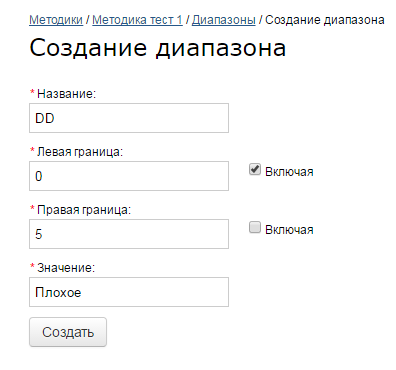 Методики / Методика тест 1 / Диапазоны / Создание диапазона
Создание диапазона
* Название:
DD
* Левая граница:
0 Включая
* Правая граница:
5 Включая
* Значение:
Плохое
Создать